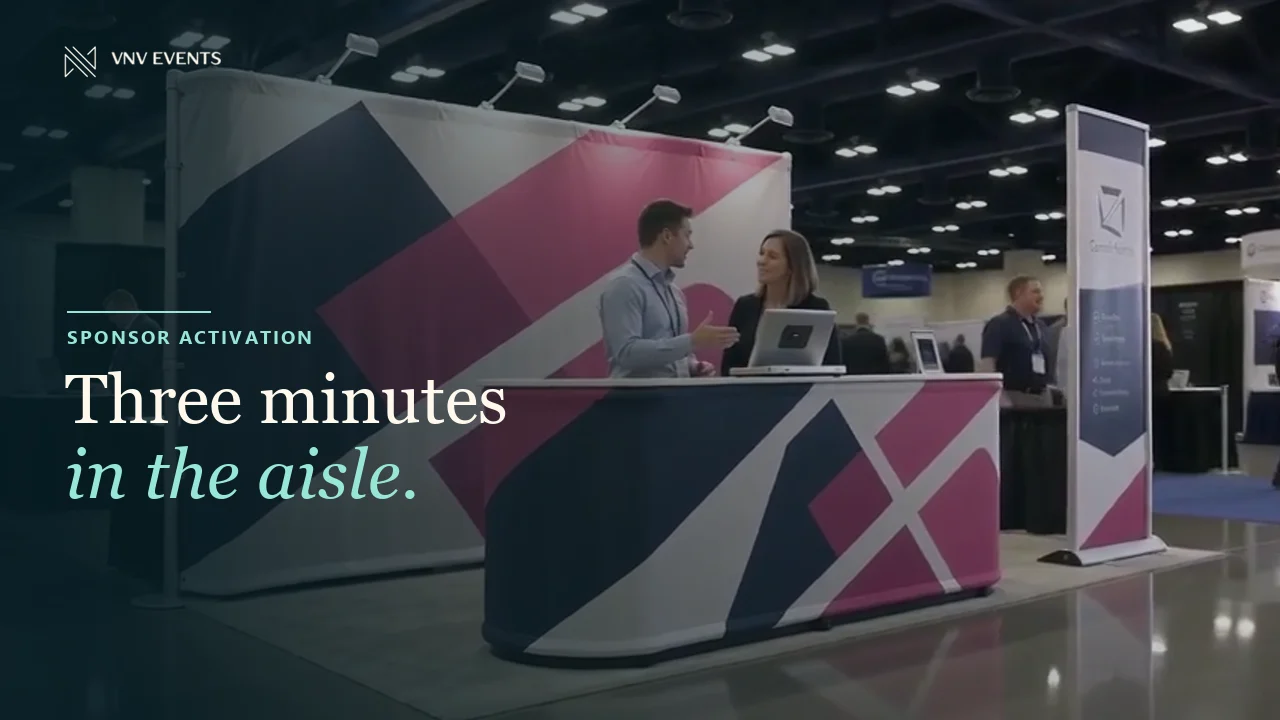 VNV EVENTS
SPONSOR ACTIVATION
Three minutes
in the aisle.